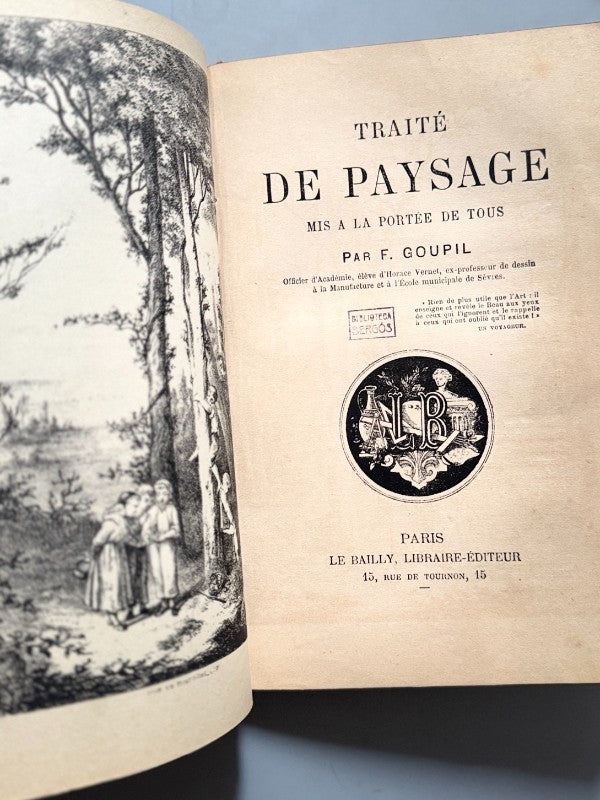 TRAITÉ
DE PAYSAGE
MIS A LA PORTÉE DE TOUS
PAR F. GOUPIL
Officier d'Académie, élève d'Horace Vernet, ex-professeur de dessin
à la Manufacture et à l'École municipale de Sèvres.
« Rien de plus utile que l'Art : il
enseigne et révèle le Beau aux yeux
de ceux qui l'ignorent et le rappelle
à ceux qui ont oublié qu'il existe ! »
UN VOYAGEUR.
BIBLIOTECA
BERGÓS
LB
PARIS
LE BAILLY, LIBRAIRE-ÉDITEUR
15, RUE DE TOURNON, 15